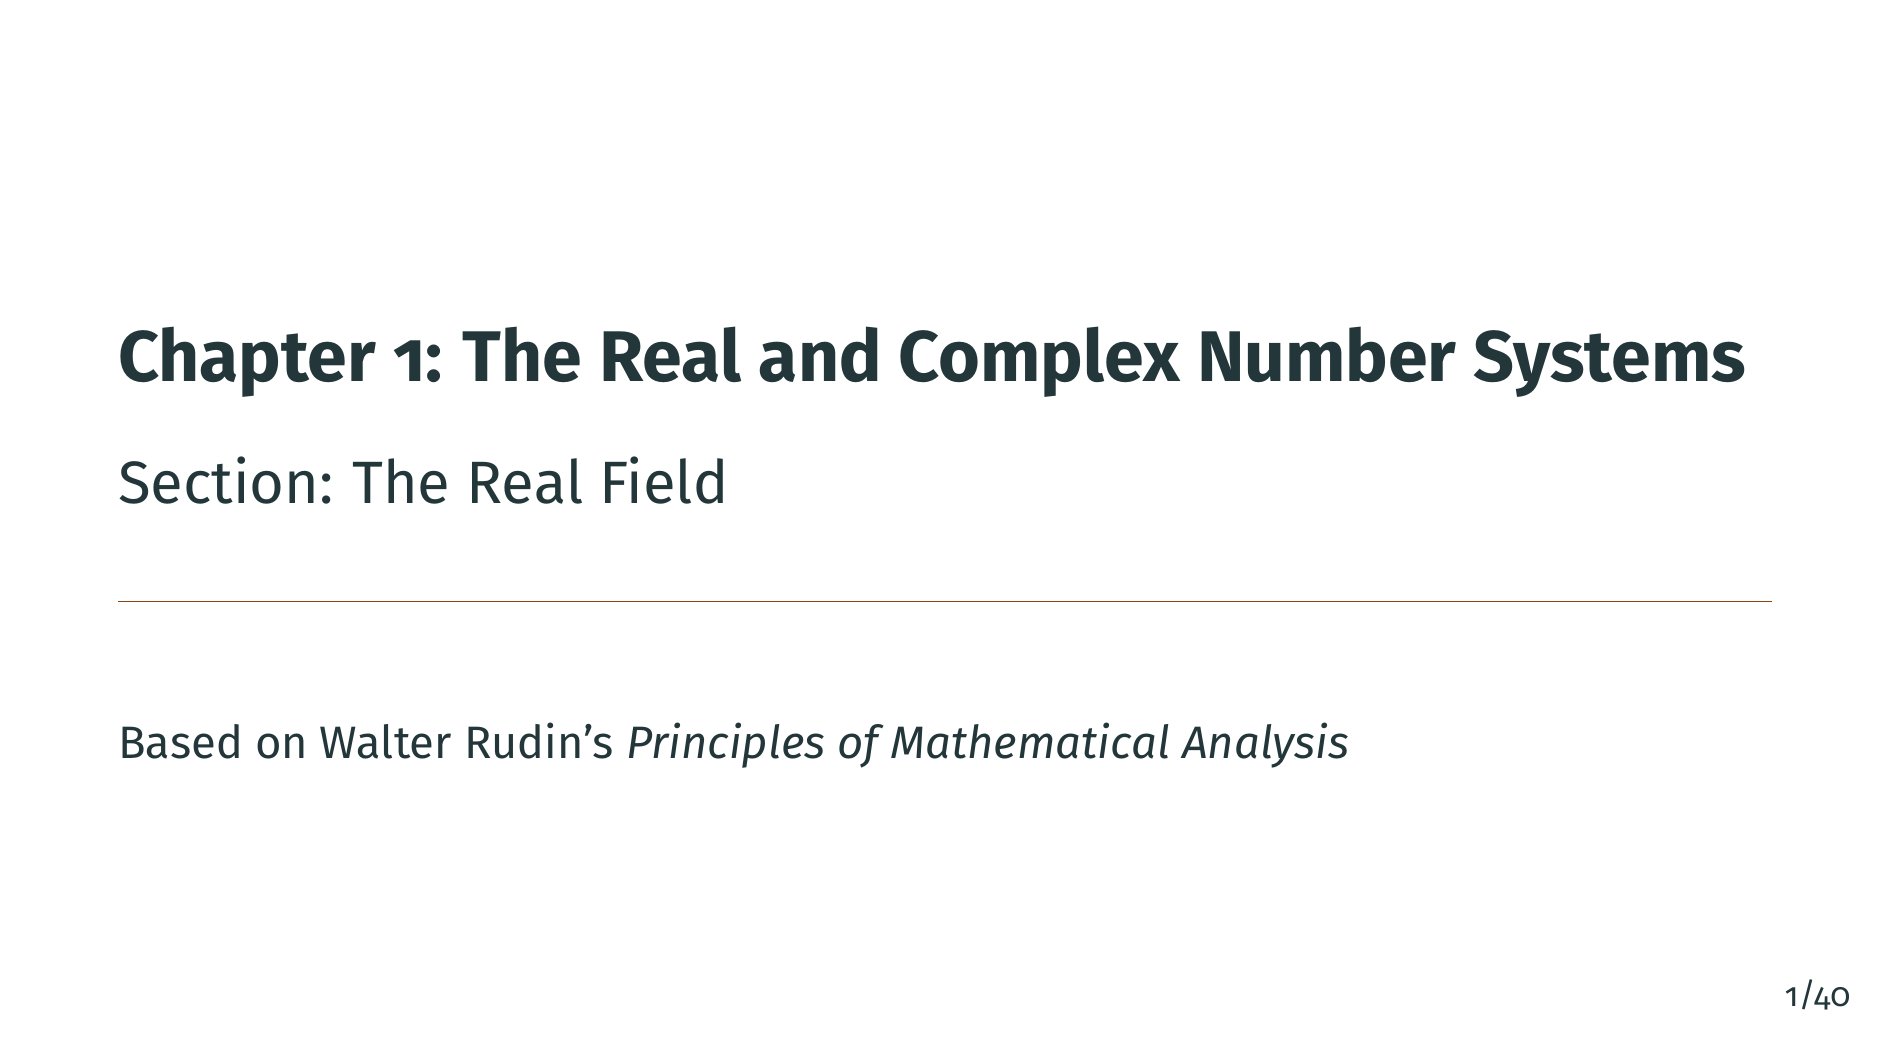 Chapter 1: The Real and Complex Number Systems
Section: The Real Field
Based on Walter Rudin’s Principles of Mathematical Analysis
1/40